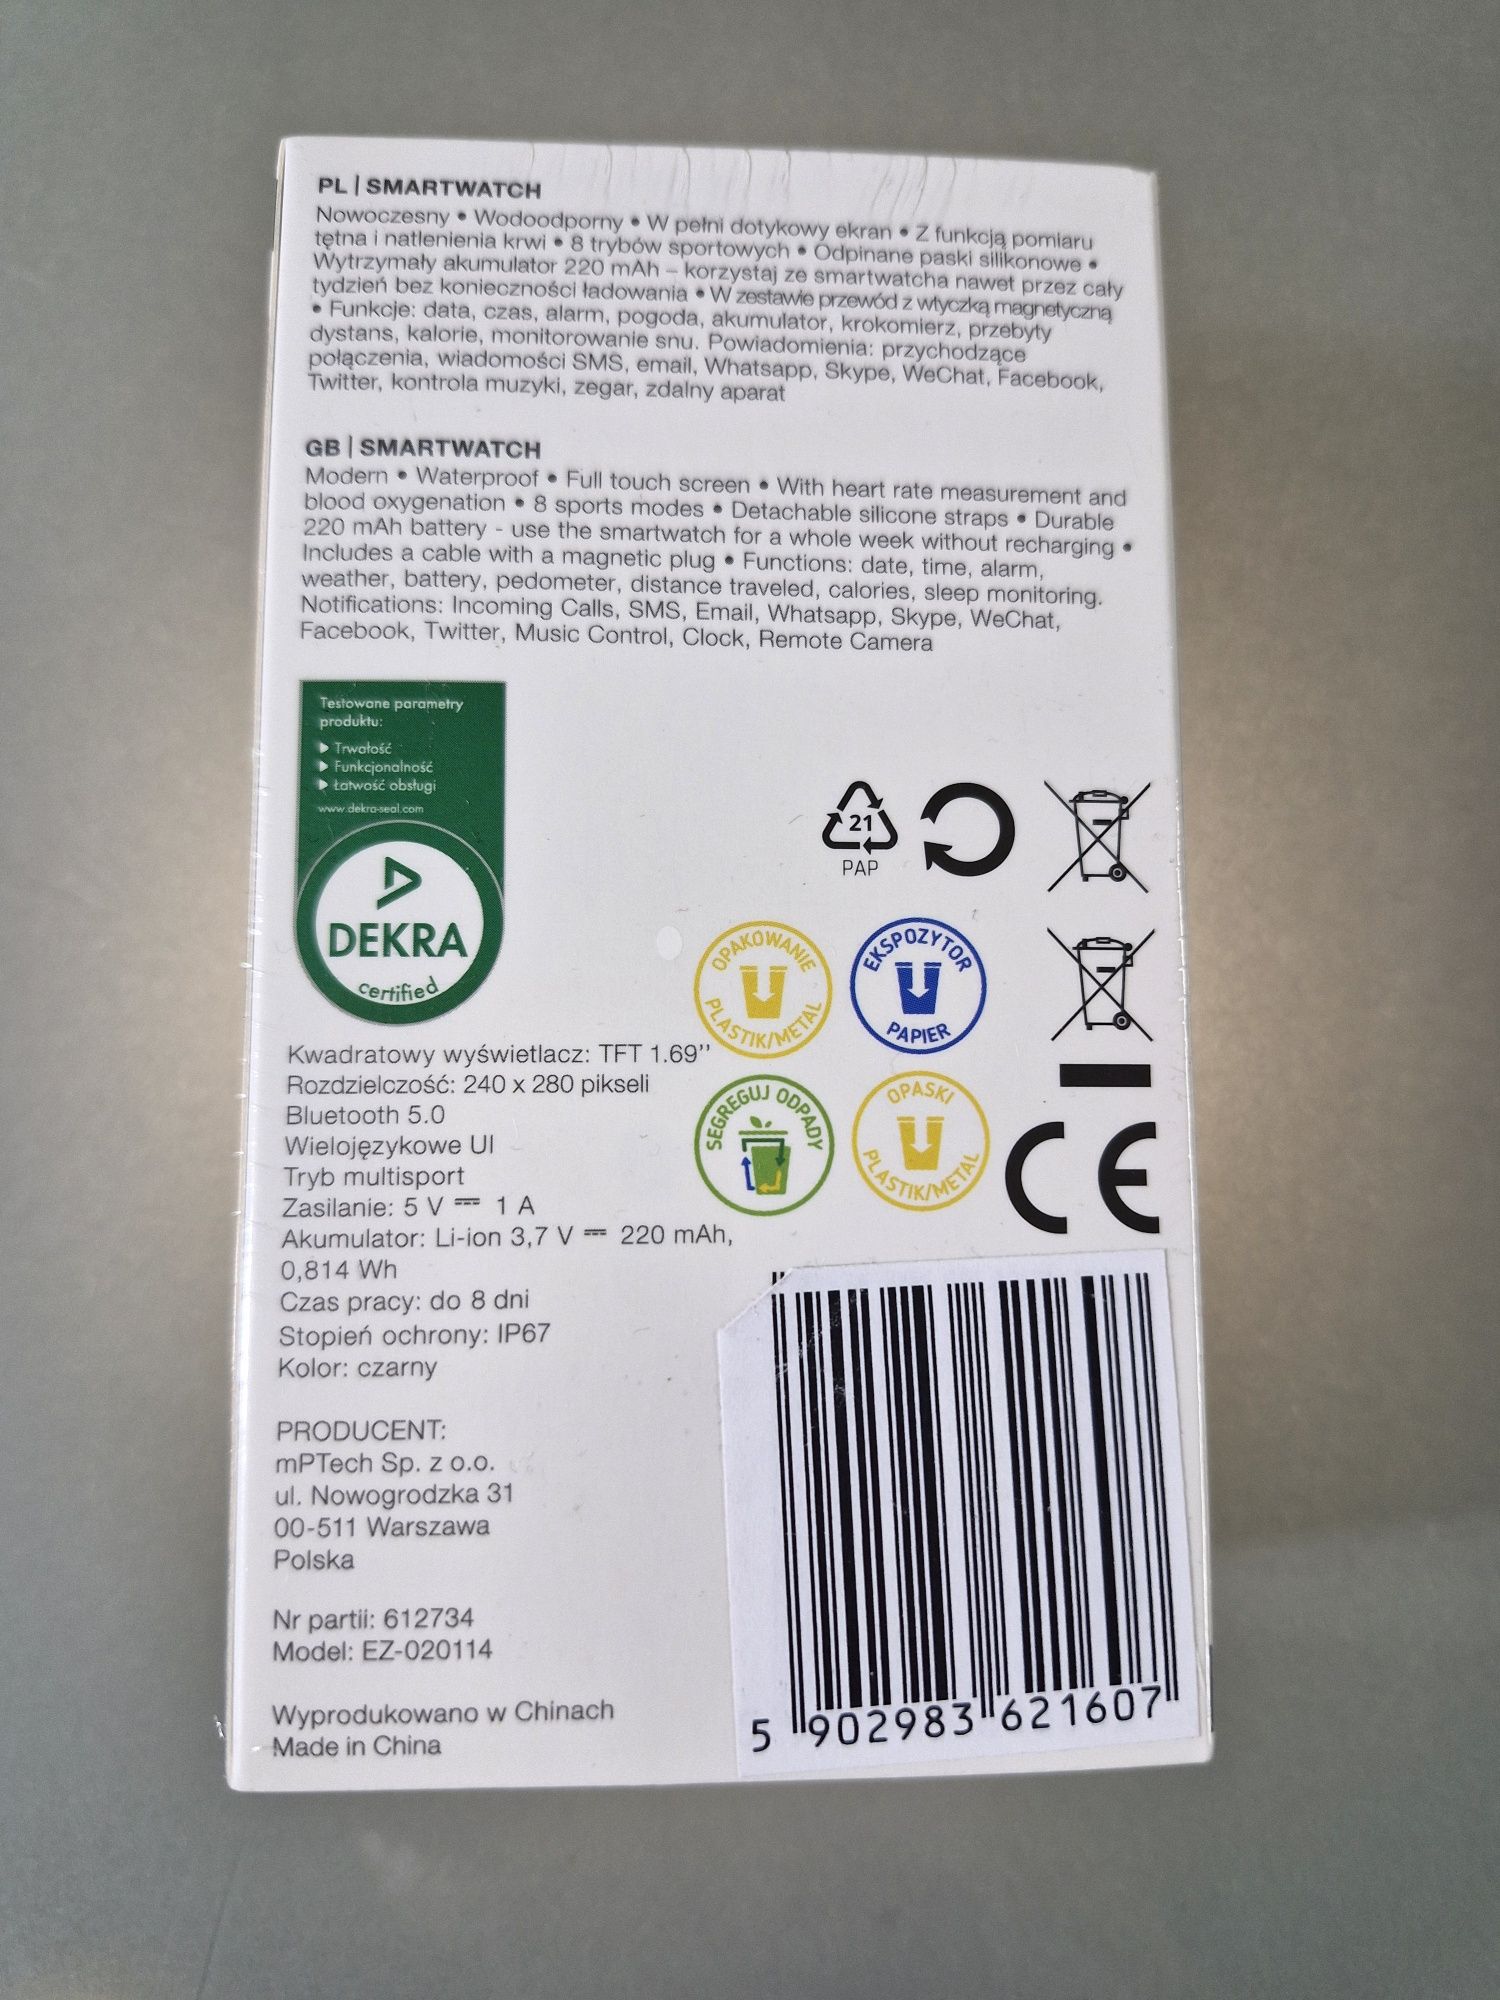 PL | SMARTWATCH
Nowoczesny • Wodoodporny • W pełni dotykowy ekran • Z funkcją pomiaru
tętna i natlenienia krwi • 8 trybów sportowych • Odpinane paski silikonowe •
Wytrzymały akumulator 220 mAh – korzystaj ze smartwatcha nawet przez cały
tydzień bez konieczności ładowania • W zestawie przewód z wtyczką magnetyczną
• Funkcje: data, czas, alarm, pogoda, akumulator, krokomierz, przebyty
dystans, kalorie, monitorowanie snu. Powiadomienia: przychodzące
połączenia, wiadomości SMS, email, Whatsapp, Skype, WeChat, Facebook,
Twitter, kontrola muzyki, zegar, zdalny aparat
GB | SMARTWATCH
Modern • Waterproof • Full touch screen • With heart rate measurement and
blood oxygenation • 8 sports modes • Detachable silicone straps • Durable
220 mAh battery - use the smartwatch for a whole week without recharging •
Includes a cable with a magnetic plug • Functions: date, time, alarm,
weather, battery, pedometer, distance traveled, calories, sleep monitoring.
Notifications: Incoming Calls, SMS, Email, Whatsapp, Skype, WeChat,
Facebook, Twitter, Music Control, Clock, Remote Camera
Testowane parametry
produktu:
Trwałość
Funkcjonalność
Łatwość obsługi
www.dekra-seal.com
DEKRA
certified
21
PAP
OPAKOWANIE
PLASTIK/METAL
EKSPOZYTOR
PAPIER
SEGREGUJ ODPADY
OPASKI
PLASTIK/METAL
CE
Kwadratowy wyświetlacz: TFT 1.69’’
Rozdzielczość: 240 x 280 pikseli
Bluetooth 5.0
Wielojęzykowe UI
Tryb multisport
Zasilanie: 5 V ⎓ 1 A
Akumulator: Li-ion 3,7 V ⎓ 220 mAh,
0,814 Wh
Czas pracy: do 8 dni
Stopień ochrony: IP67
Kolor: czarny
PRODUCENT:
mPTech Sp. z o.o.
ul. Nowogrodzka 31
00-511 Warszawa
Polska
Nr partii: 612734
Model: EZ-020114
Wyprodukowano w Chinach
Made in China
5 902983 621607